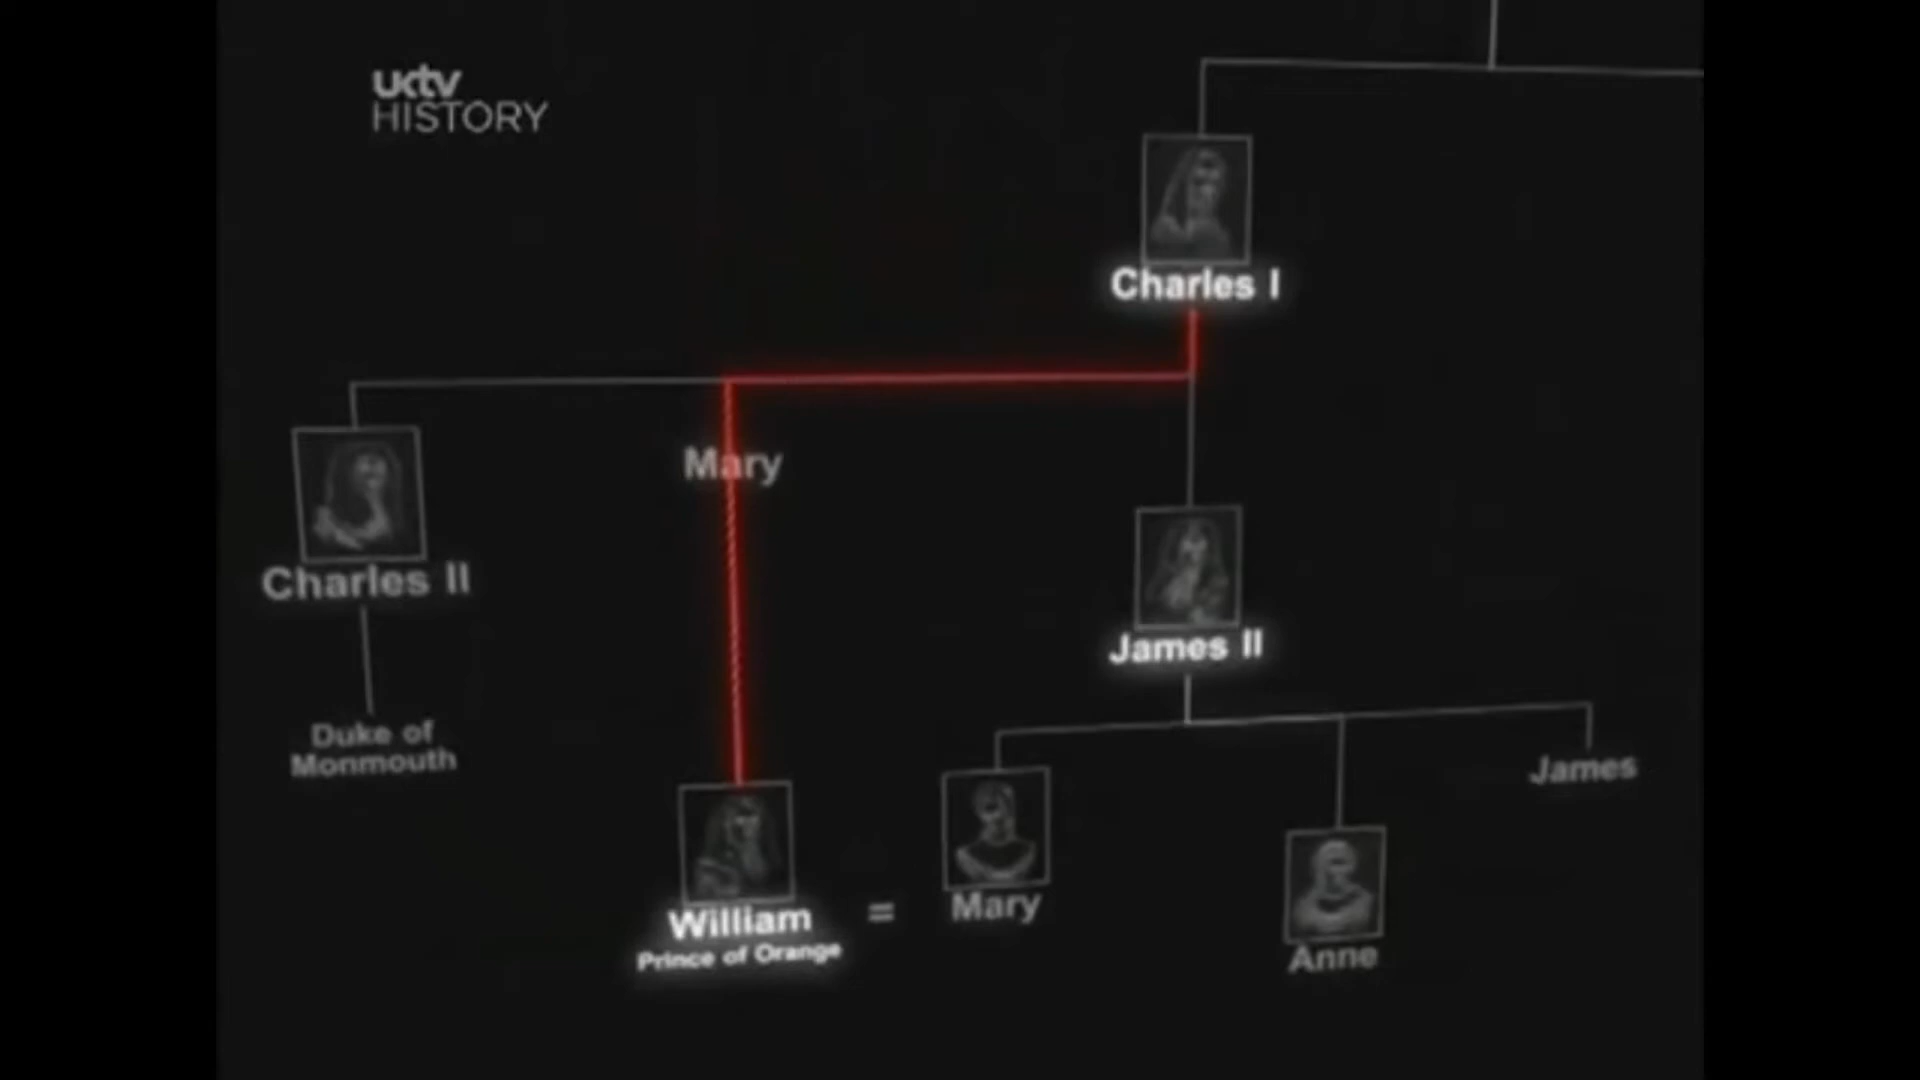 uktv
HISTORY
Charles I
Mary
Charles II
James II
Duke of
Monmouth
James
William
Prince of Orange
=
Mary
Anne